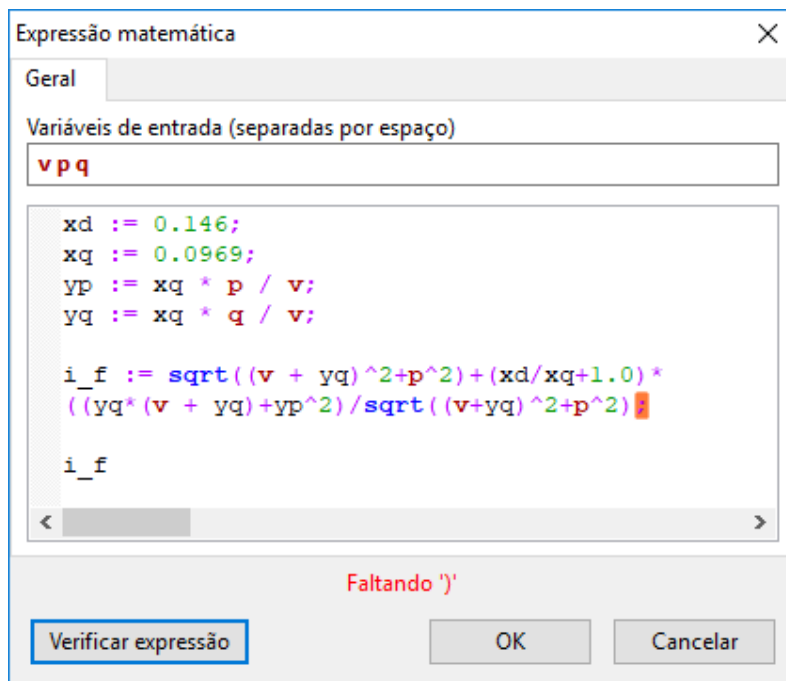 Expressão matemática
Geral
Variáveis de entrada (separadas por espaço)
v p q
xd := 0.146;
xq := 0.0969;
yp := xq * p / v;
yq := xq * q / v;
i_f := sqrt((v + yq)^2+p^2)+(xd/xq+1.0)*
((yq*(v + yq)+yp^2)/sqrt((v+yq)^2+p^2);
i_f
Faltando ')'
Verificar expressão OK Cancelar